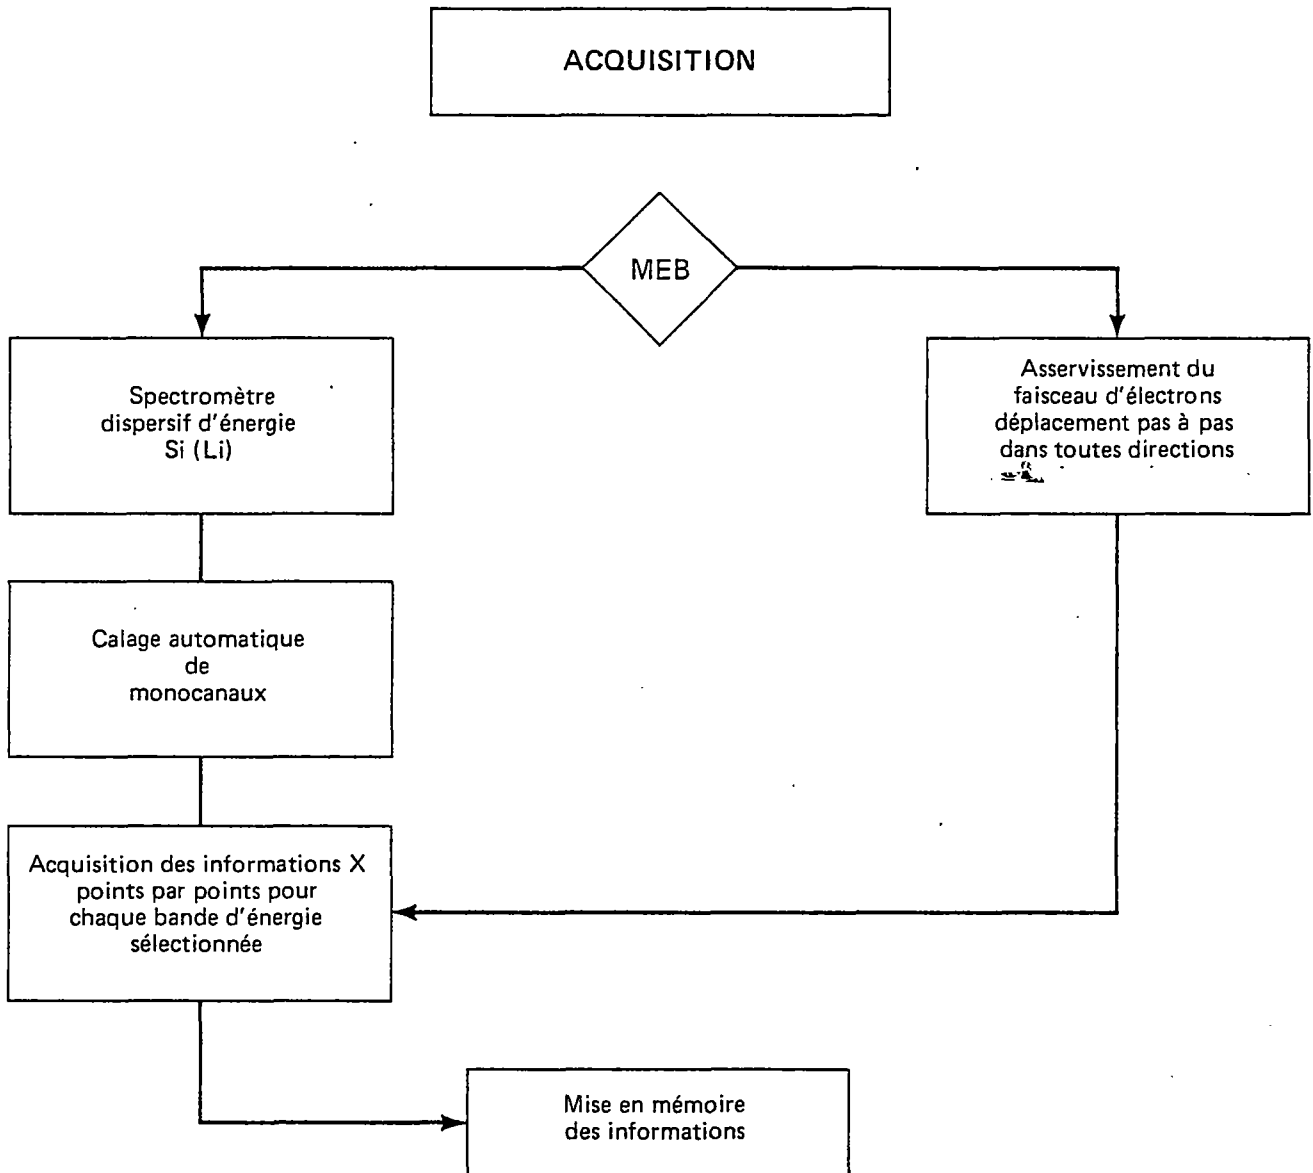 ACQUISITION
MEB
Spectromètre
dispersif d'énergie
Si (Li)
Asservissement du
faisceau d'électrons
déplacement pas à pas
dans toutes directions
Calage automatique
de
monocanaux
Acquisition des informations X
points par points pour
chaque bande d'énergie
sélectionnée
Mise en mémoire
des informations